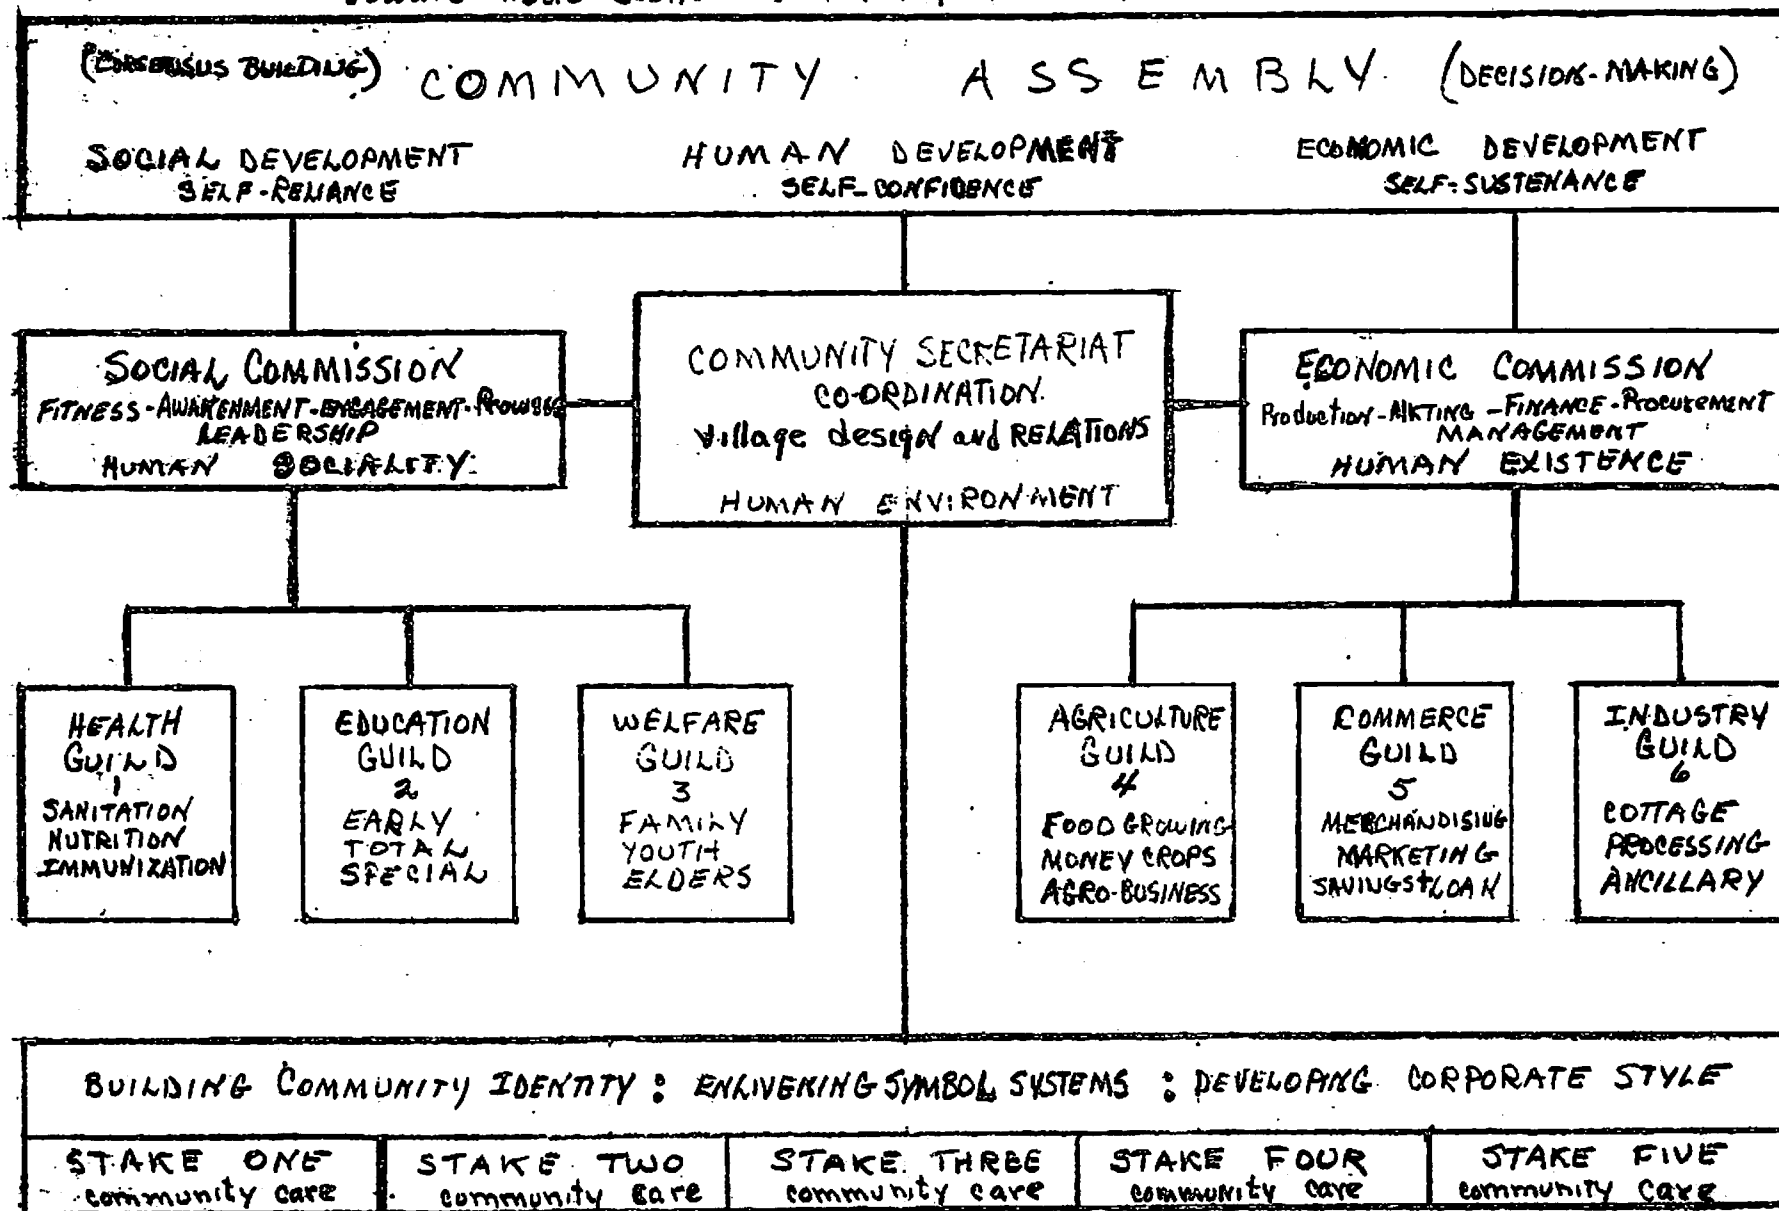 (CONSENSUS BUILDING) COMMUNITY ASSEMBLY (DECISION-MAKING)
SOCIAL DEVELOPMENT
SELF-RELIANCE
HUMAN DEVELOPMENT
SELF-CONFIDENCE
ECONOMIC DEVELOPMENT
SELF-SUSTENANCE
SOCIAL COMMISSION
FITNESS-AWAKENMENT-ENGAGEMENT-PROWESS
LEADERSHIP
HUMAN SOCIALITY
COMMUNITY SECRETARIAT
CO-ORDINATION
Village design and RELATIONS
HUMAN ENVIRONMENT
ECONOMIC COMMISSION
Production-MKTING-FINANCE-Procurement
MANAGEMENT
HUMAN EXISTENCE
HEALTH
GUILD
1
SANITATION
NUTRITION
IMMUNIZATION
EDUCATION
GUILD
2
EARLY
TOTAL
SPECIAL
WELFARE
GUILD
3
FAMILY
YOUTH
ELDERS
AGRICULTURE
GUILD
4
FOOD GROWING
MONEY CROPS
AGRO-BUSINESS
COMMERCE
GUILD
5
MERCHANDISING
MARKETING
SAVINGS+LOAN
INDUSTRY
GUILD
6
COTTAGE
PROCESSING
ANCILLARY
BUILDING COMMUNITY IDENTITY : ENLIVENING SYMBOL SYSTEMS : DEVELOPING CORPORATE STYLE
STAKE ONE
community care
STAKE TWO
community care
STAKE THREE
community care
STAKE FOUR
community care
STAKE FIVE
community care